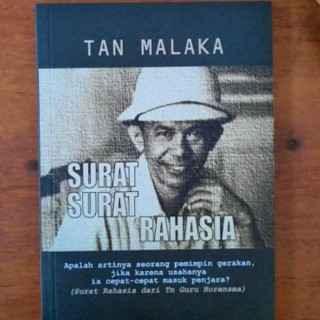 TAN MALAKA
SURAT
SURAT
RAHASIA
Apalah artinya seorang pemimpin gerakan,
jika karena usahanya
ia cepat-cepat masuk penjara?
(Surat Rahasia dari Tn Guru Horensma)